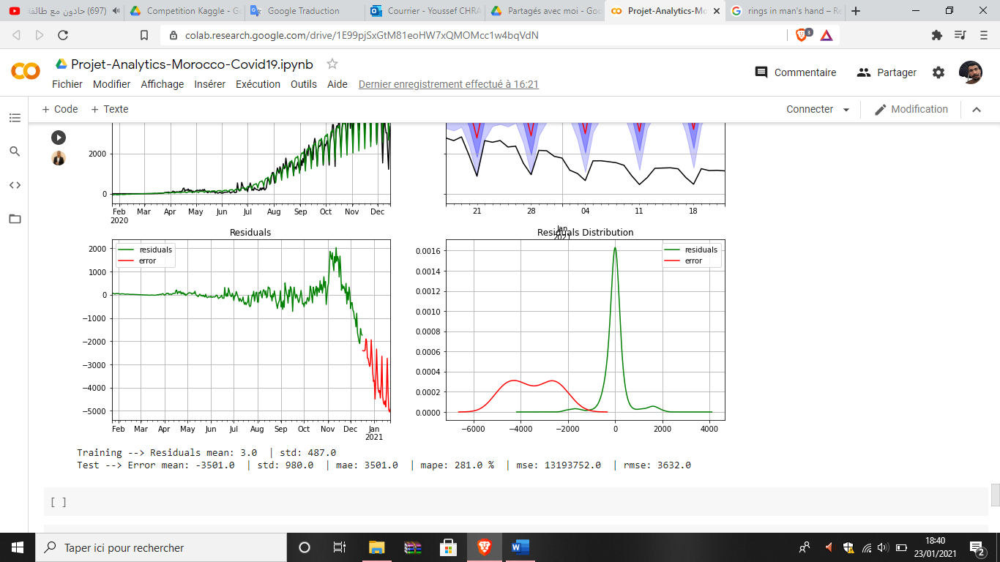 (697) حادون مع طائفة
Competition Kaggle - Go
Google Traduction
Courrier - Youssef CHRA
Partagés avec moi - Goo
Projet-Analytics-Mo
rings in man's hand – Re
colab.research.google.com/drive/1E99pjSxGtM81eoHW7xQMOMcc1w4bqVdN
3
Projet-Analytics-Morocco-Covid19.ipynb
Commentaire
Partager
Fichier Modifier Affichage Insérer Exécution Outils Aide Dernier enregistrement effectué à 16:21
+ Code + Texte
Connecter
Modification
2000
0
Feb Mar Apr May Jun Jul Aug Sep Oct Nov Dec
2020
21 28 04 11 18
Jan
2021
Residuals
residuals
error
2000
1000
0
−1000
−2000
−3000
−4000
−5000
Feb Mar Apr May Jun Jul Aug Sep Oct Nov Dec Jan
2021
Residuals Distribution
residuals
error
0.0016
0.0014
0.0012
0.0010
0.0008
0.0006
0.0004
0.0002
0.0000
−6000 −4000 −2000 0 2000 4000
Training --> Residuals mean: 3.0 | std: 487.0
Test --> Error mean: -3501.0 | std: 980.0 | mae: 3501.0 | mape: 281.0 % | mse: 13193752.0 | rmse: 3632.0
[ ]
Taper ici pour rechercher
18:40
23/01/2021
2